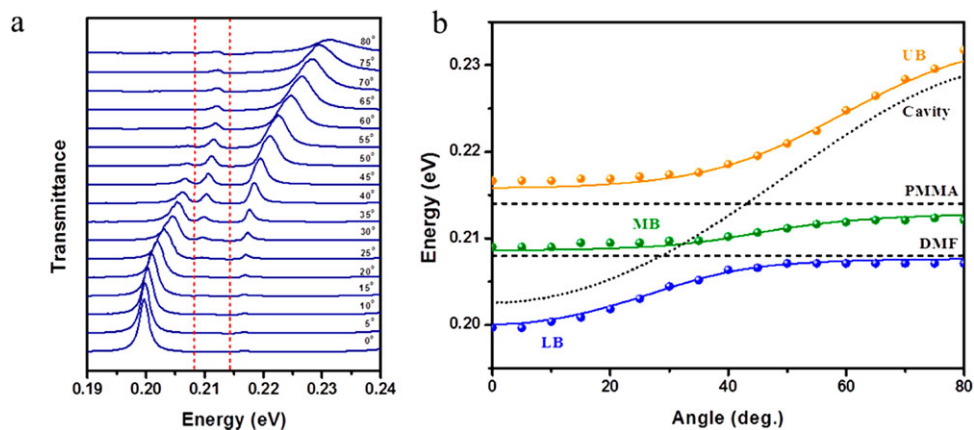 a
Transmittance
80°
75°
70°
65°
60°
55°
50°
45°
40°
35°
30°
25°
20°
15°
10°
5°
0°
0.19 0.20 0.21 0.22 0.23 0.24
Energy (eV)
b
Energy (eV)
0.23
0.22
0.21
0.20
UB
Cavity
PMMA
MB
DMF
LB
0 20 40 60 80
Angle (deg.)